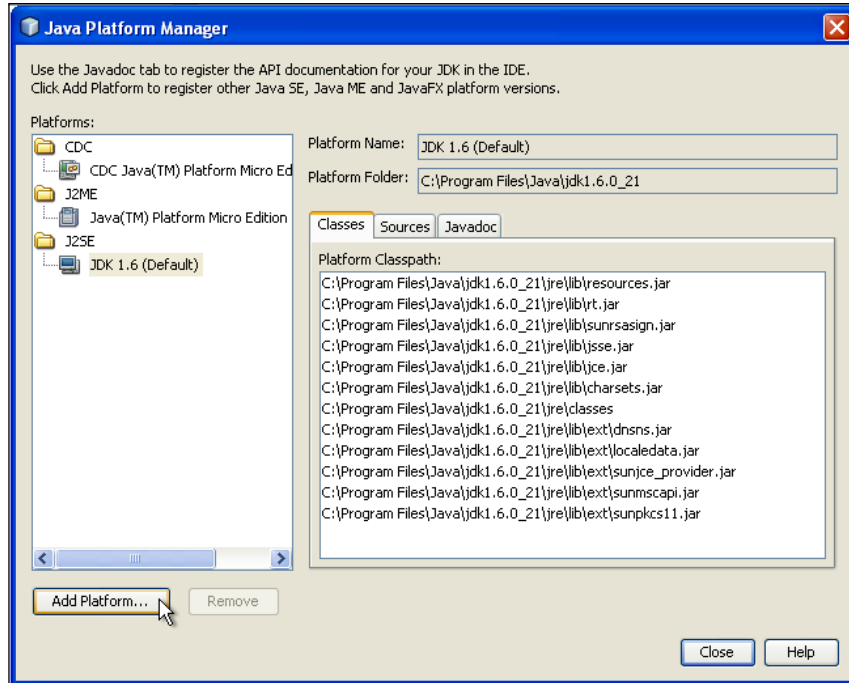 Java Platform Manager
Use the Javadoc tab to register the API documentation for your JDK in the IDE.
Click Add Platform to register other Java SE, Java ME and JavaFX platform versions.
Platforms:
CDC
CDC Java(TM) Platform Micro Ed
J2ME
Java(TM) Platform Micro Edition
J2SE
JDK 1.6 (Default)
Platform Name: JDK 1.6 (Default)
Platform Folder: C:\Program Files\Java\jdk1.6.0_21
Classes Sources Javadoc
Platform Classpath:
C:\Program Files\Java\jdk1.6.0_21\jre\lib\resources.jar
C:\Program Files\Java\jdk1.6.0_21\jre\lib\rt.jar
C:\Program Files\Java\jdk1.6.0_21\jre\lib\sunrsasign.jar
C:\Program Files\Java\jdk1.6.0_21\jre\lib\jsse.jar
C:\Program Files\Java\jdk1.6.0_21\jre\lib\jce.jar
C:\Program Files\Java\jdk1.6.0_21\jre\lib\charsets.jar
C:\Program Files\Java\jdk1.6.0_21\jre\classes
C:\Program Files\Java\jdk1.6.0_21\jre\lib\ext\dnsns.jar
C:\Program Files\Java\jdk1.6.0_21\jre\lib\ext\localedata.jar
C:\Program Files\Java\jdk1.6.0_21\jre\lib\ext\sunjce_provider.jar
C:\Program Files\Java\jdk1.6.0_21\jre\lib\ext\sunmscapi.jar
C:\Program Files\Java\jdk1.6.0_21\jre\lib\ext\sunpkcs11.jar
Add Platform... Remove
Close Help